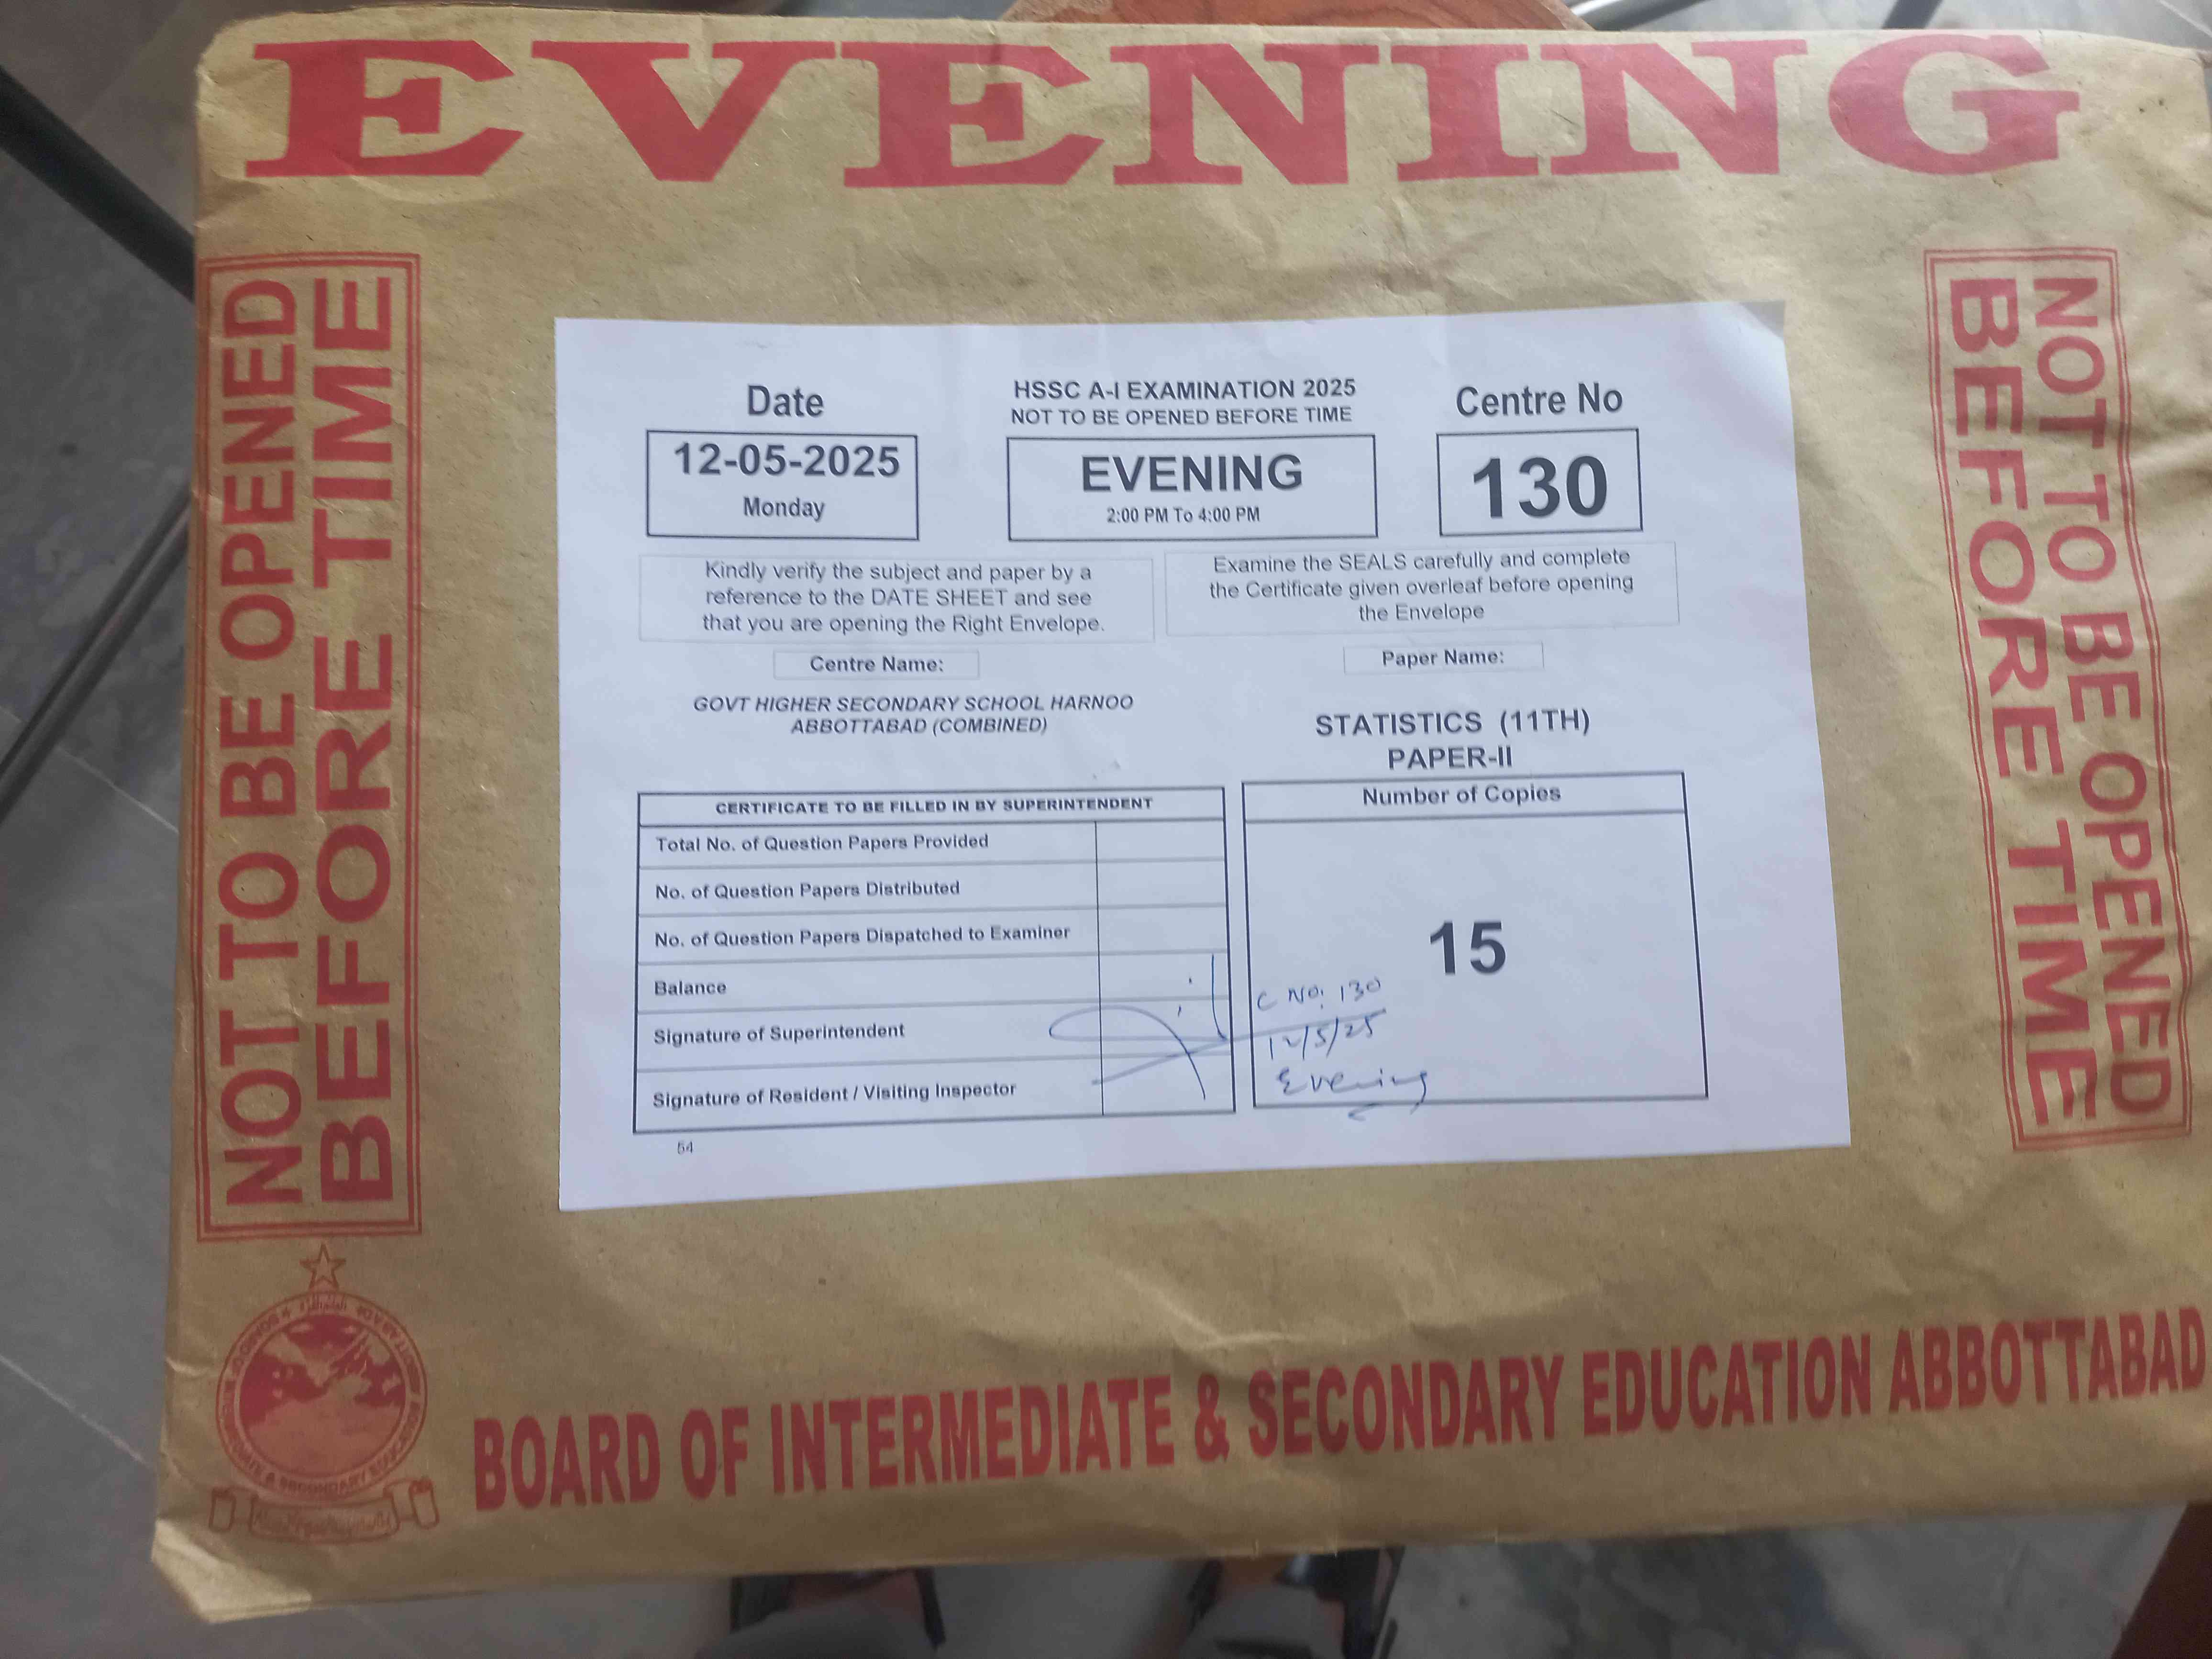 EVENING
NOT TO BE OPENED
BEFORE TIME
NOT TO BE OPENED
BEFORE TIME
Date
12-05-2025
Monday
HSSC A-I EXAMINATION 2025
NOT TO BE OPENED BEFORE TIME
EVENING
2:00 PM To 4:00 PM
Centre No
130
Kindly verify the subject and paper by a
reference to the DATE SHEET and see
that you are opening the Right Envelope.
Examine the SEALS carefully and complete
the Certificate given overleaf before opening
the Envelope
Centre Name:
GOVT HIGHER SECONDARY SCHOOL HARNOO
ABBOTTABAD (COMBINED)
Paper Name:
STATISTICS (11TH)
PAPER-II
CERTIFICATE TO BE FILLED IN BY SUPERINTENDENT
Total No. of Question Papers Provided
No. of Question Papers Distributed
No. of Question Papers Dispatched to Examiner
Balance
Signature of Superintendent
Signature of Resident / Visiting Inspector
Number of Copies
15
C No: 130
12/5/25
Evening
54
BOARD OF INTERMEDIATE & SECONDARY EDUCATION ABBOTTABAD